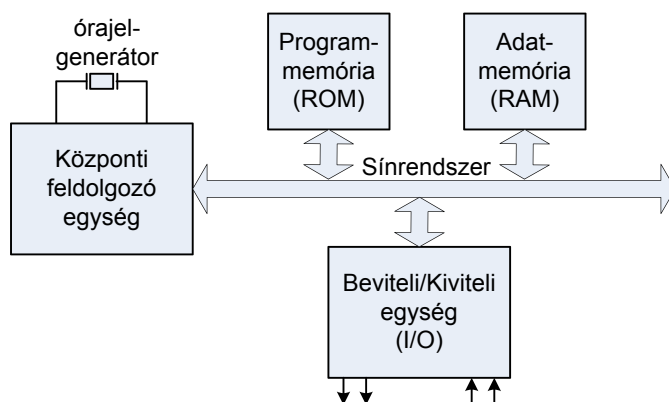 órajel-
generátor
Központi
feldolgozó
egység
Program-
memória
(ROM)
Adat-
memória
(RAM)
Sínrendszer
Beviteli/Kiviteli
egység
(I/O)